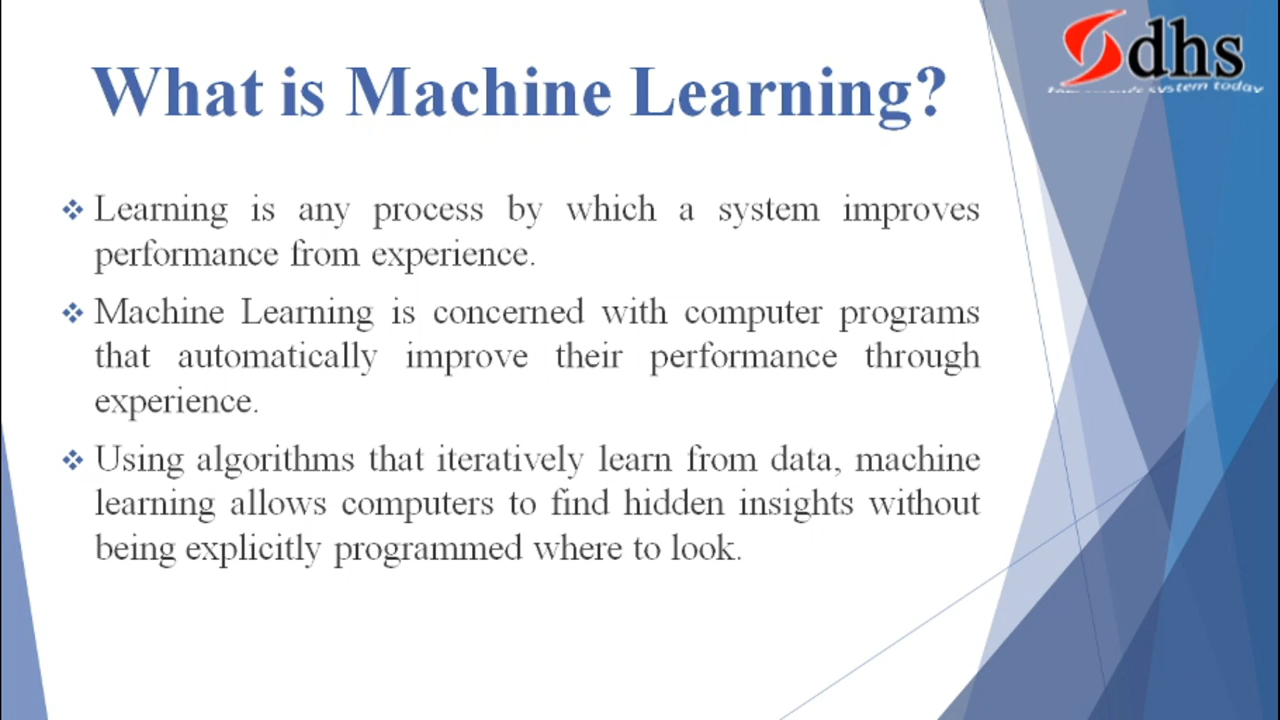 dhs
system today
What is Machine Learning?
Learning is any process by which a system improves
performance from experience.
Machine Learning is concerned with computer programs
that automatically improve their performance through
experience.
Using algorithms that iteratively learn from data, machine
learning allows computers to find hidden insights without
being explicitly programmed where to look.